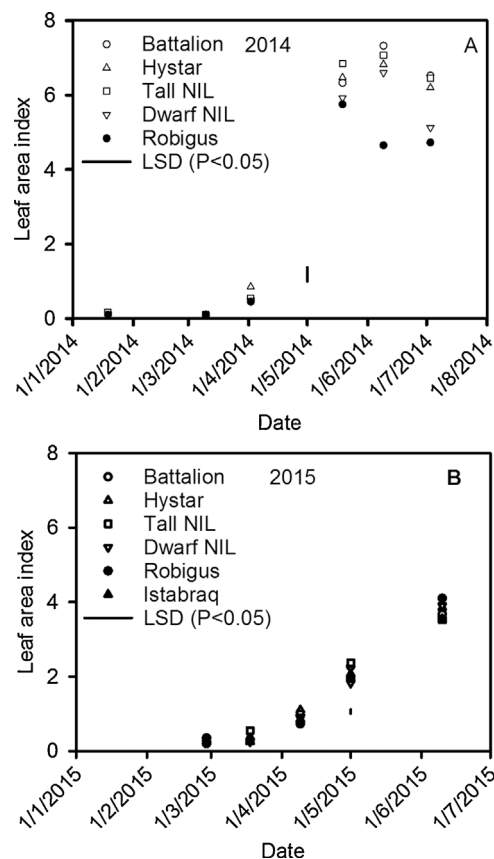 8
6
4
2
0
Leaf area index
Battalion 2014 A
Hystar
Tall NIL
Dwarf NIL
Robigus
LSD (P<0.05)
1/1/2014
1/2/2014
1/3/2014
1/4/2014
1/5/2014
1/6/2014
1/7/2014
1/8/2014
Date
8
6
4
2
0
Leaf area index
Battalion 2015 B
Hystar
Tall NIL
Dwarf NIL
Robigus
Istabraq
LSD (P<0.05)
1/1/2015
1/2/2015
1/3/2015
1/4/2015
1/5/2015
1/6/2015
1/7/2015
Date